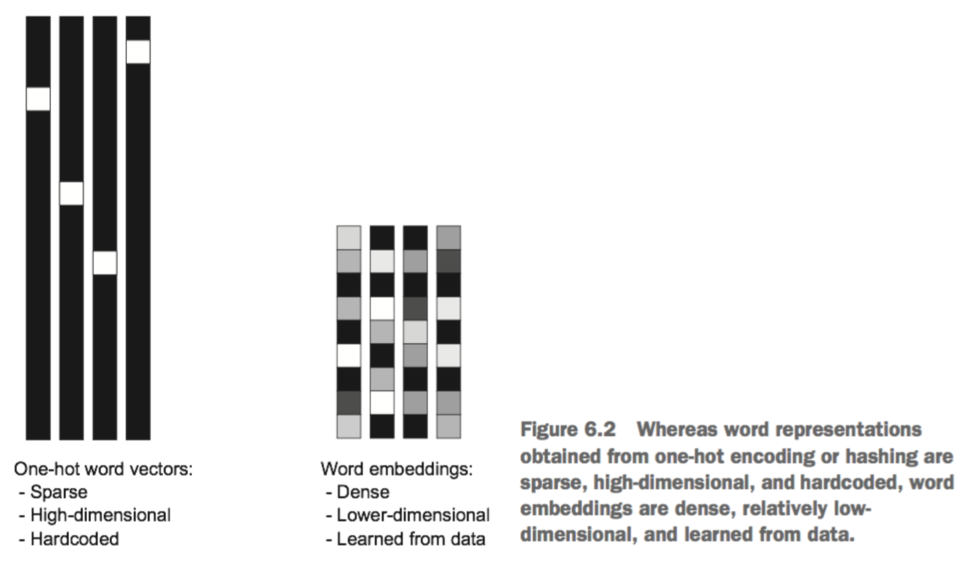 One-hot word vectors:
- Sparse
- High-dimensional
- Hardcoded
Word embeddings:
- Dense
- Lower-dimensional
- Learned from data
Figure 6.2 Whereas word representations
obtained from one-hot encoding or hashing are
sparse, high-dimensional, and hardcoded, word
embeddings are dense, relatively low-
dimensional, and learned from data.